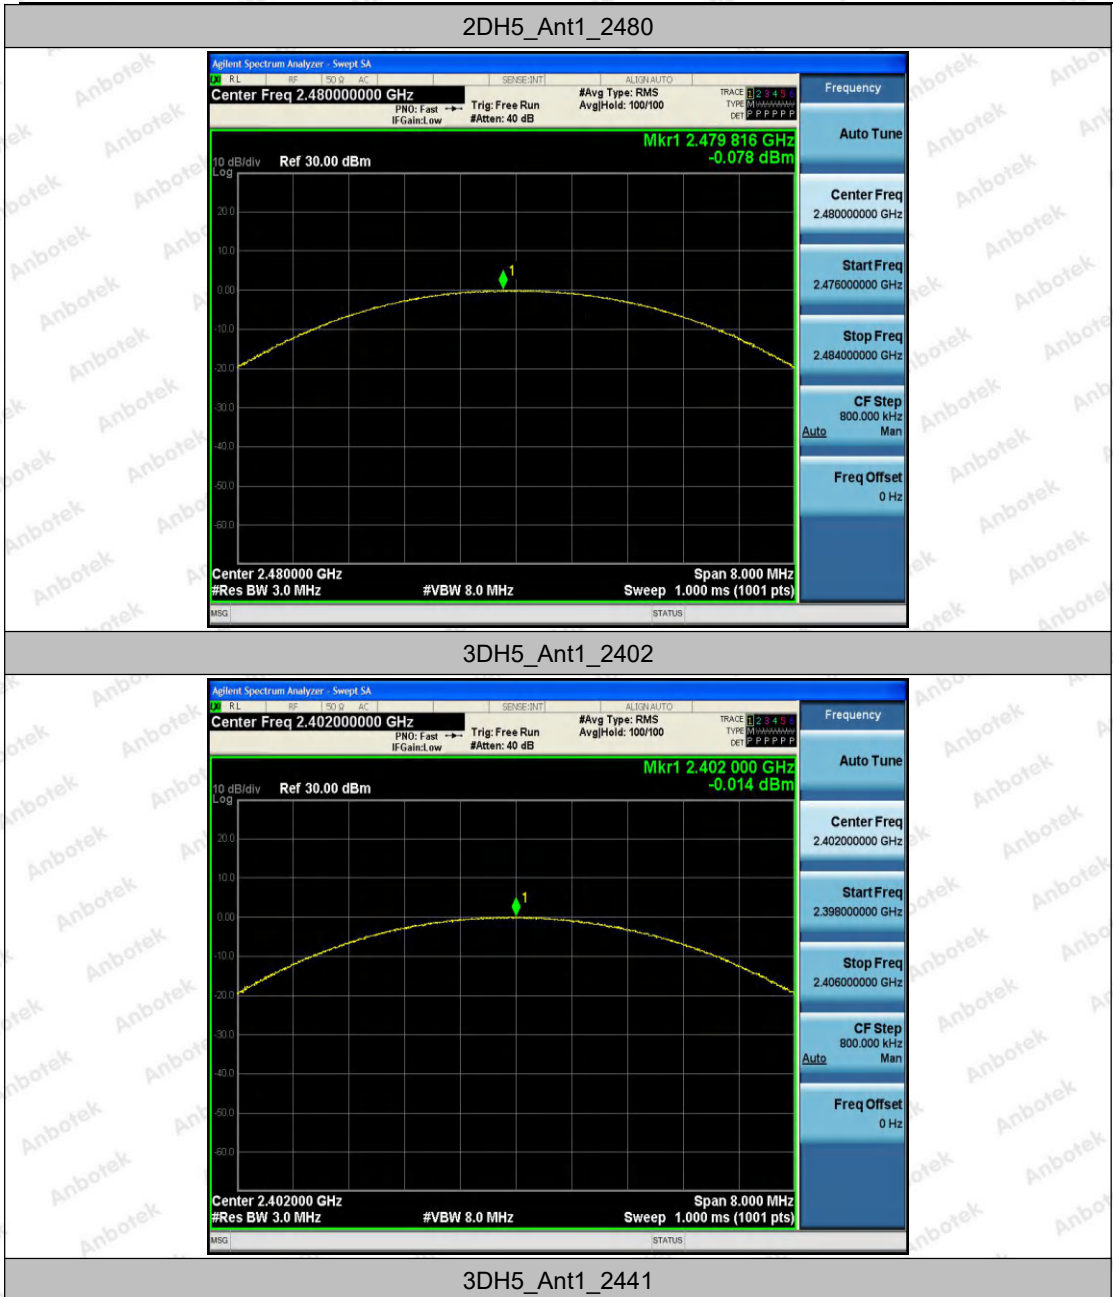 2DH5_Ant1_2480
Agilent Spectrum Analyzer - Swept SA
RL RF 50 Ω AC SENSE:INT ALIGNAUTO
Center Freq 2.480000000 GHz
PNO: Fast
IFGain:Low
Trig: Free Run
#Atten: 40 dB
#Avg Type: RMS
Avg|Hold: 100/100
TRACE 1 2 3 4 5 6
TYPE M
DET P P P P P P
Mkr1 2.479 816 GHz
-0.078 dBm
10 dB/div Ref 30.00 dBm
Log
20.0
10.0
1
0.00
-10.0
-20.0
-30.0
-40.0
-50.0
-60.0
Center 2.480000 GHz Span 8.000 MHz
#Res BW 3.0 MHz #VBW 8.0 MHz Sweep 1.000 ms (1001 pts)
MSG STATUS
Frequency
Auto Tune
Center Freq
2.480000000 GHz
Start Freq
2.476000000 GHz
Stop Freq
2.484000000 GHz
CF Step
800.000 kHz
Auto Man
Freq Offset
0 Hz
3DH5_Ant1_2402
Agilent Spectrum Analyzer - Swept SA
RL RF 50 Ω AC SENSE:INT ALIGNAUTO
Center Freq 2.402000000 GHz
PNO: Fast
IFGain:Low
Trig: Free Run
#Atten: 40 dB
#Avg Type: RMS
Avg|Hold: 100/100
TRACE 1 2 3 4 5 6
TYPE M
DET P P P P P P
Mkr1 2.402 000 GHz
-0.014 dBm
10 dB/div Ref 30.00 dBm
Log
20.0
10.0
1
0.00
-10.0
-20.0
-30.0
-40.0
-50.0
-60.0
Center 2.402000 GHz Span 8.000 MHz
#Res BW 3.0 MHz #VBW 8.0 MHz Sweep 1.000 ms (1001 pts)
MSG STATUS
Frequency
Auto Tune
Center Freq
2.402000000 GHz
Start Freq
2.398000000 GHz
Stop Freq
2.406000000 GHz
CF Step
800.000 kHz
Auto Man
Freq Offset
0 Hz
3DH5_Ant1_2441